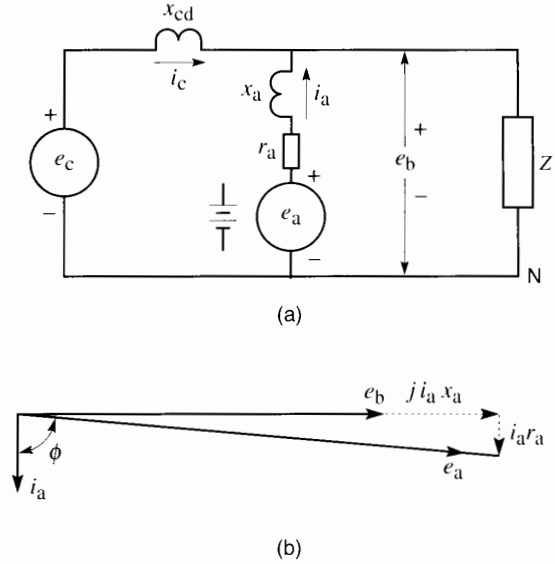 x_cd
i_c
x_a
i_a
+
r_a
+
e_c
e_a
e_b
+
−
Z
−
−
N
(a)
e_b
j i_a x_a
i_a r_a
ϕ
e_a
i_a
(b)